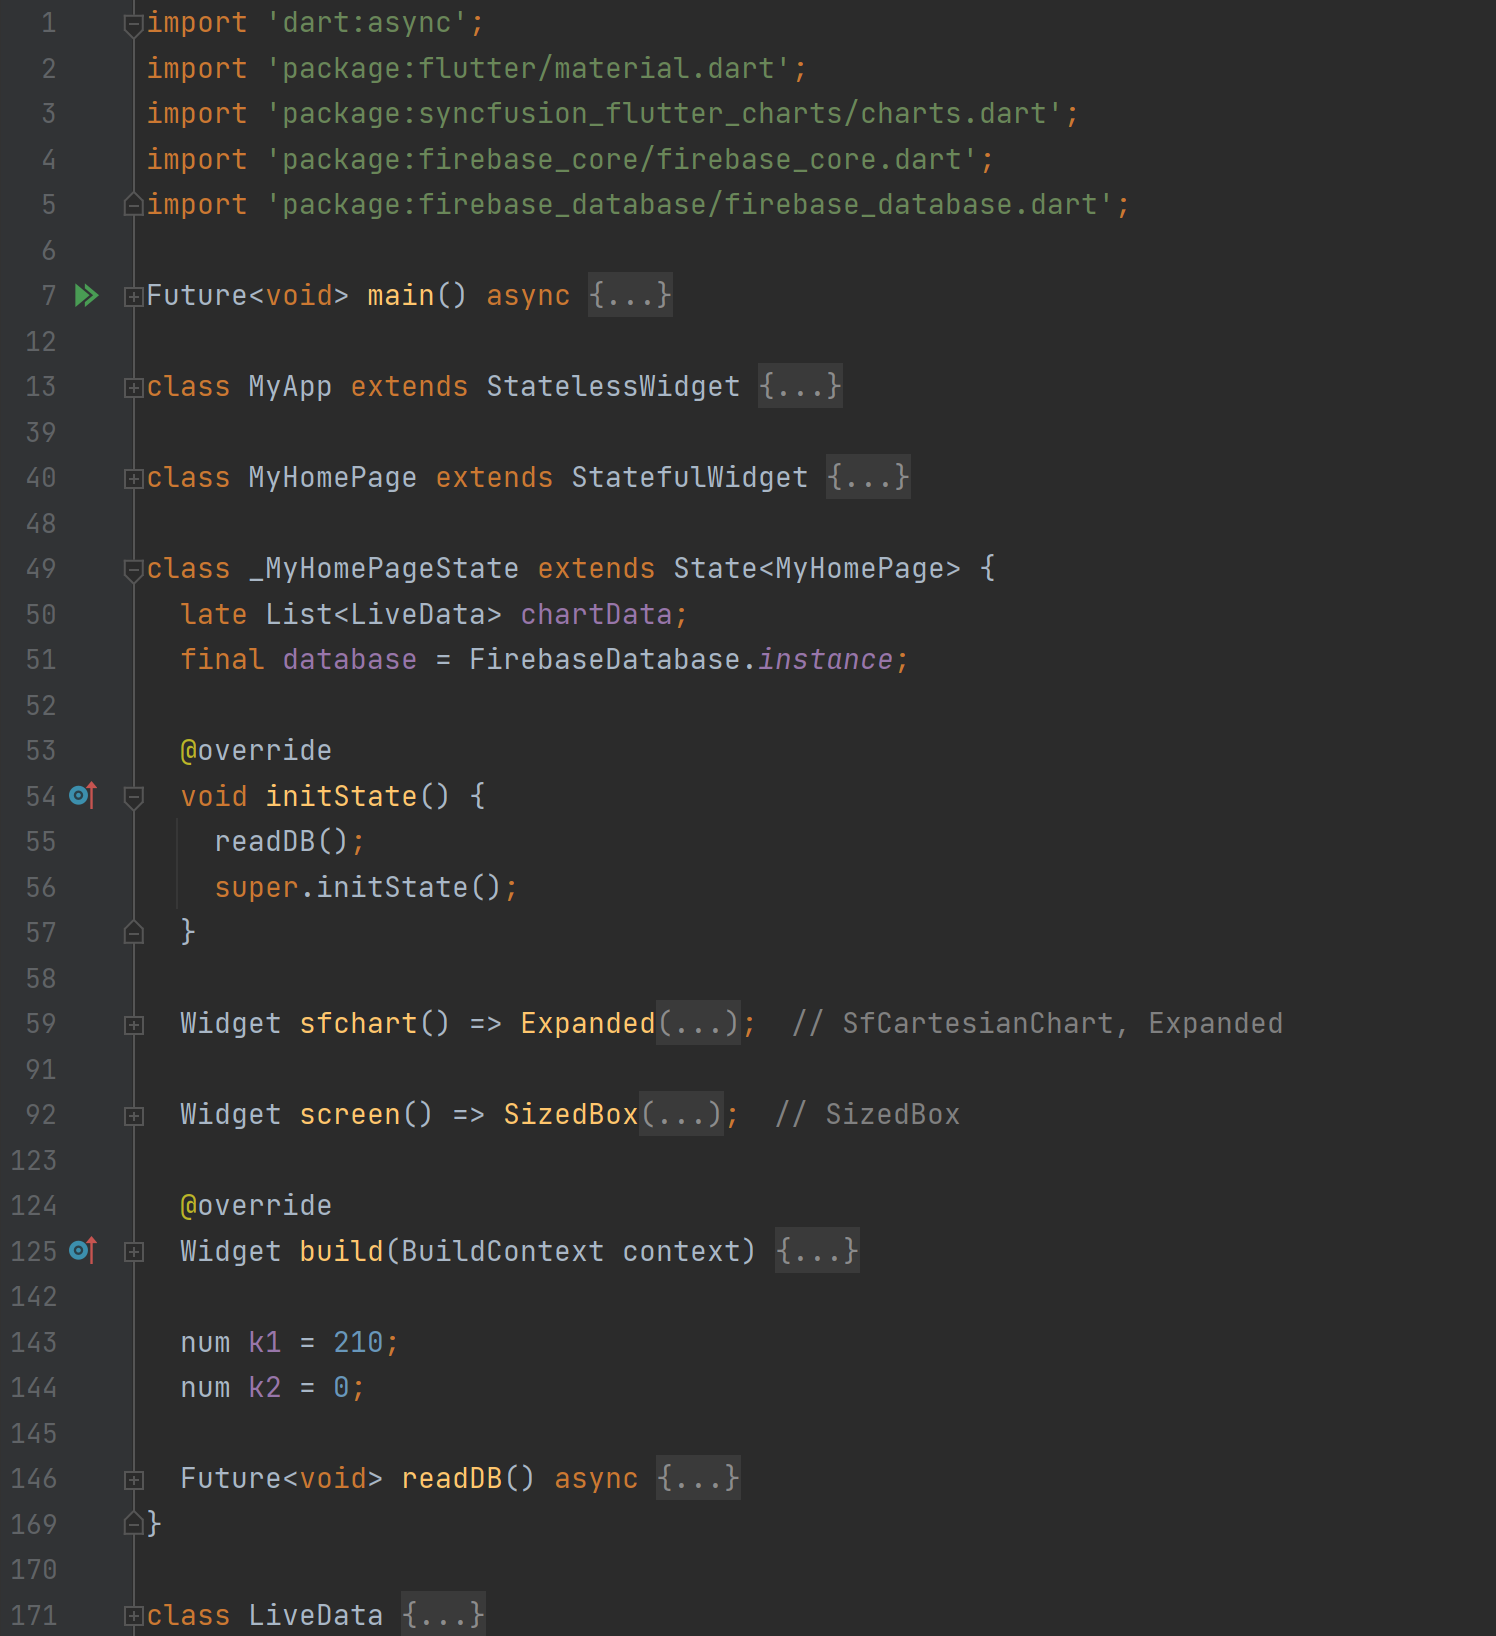 1 import 'dart:async';
2 import 'package:flutter/material.dart';
3 import 'package:syncfusion_flutter_charts/charts.dart';
4 import 'package:firebase_core/firebase_core.dart';
5 import 'package:firebase_database/firebase_database.dart';
6
7 Future<void> main() async {...}
12
13 class MyApp extends StatelessWidget {...}
39
40 class MyHomePage extends StatefulWidget {...}
48
49 class _MyHomePageState extends State<MyHomePage> {
50   late List<LiveData> chartData;
51   final database = FirebaseDatabase.instance;
52
53   @override
54   void initState() {
55     readDB();
56     super.initState();
57   }
58
59   Widget sfchart() => Expanded(...);  // SfCartesianChart, Expanded
91
92   Widget screen() => SizedBox(...);  // SizedBox
123
124   @override
125   Widget build(BuildContext context) {...}
142
143   num k1 = 210;
144   num k2 = 0;
145
146   Future<void> readDB() async {...}
169 }
170
171 class LiveData {...}